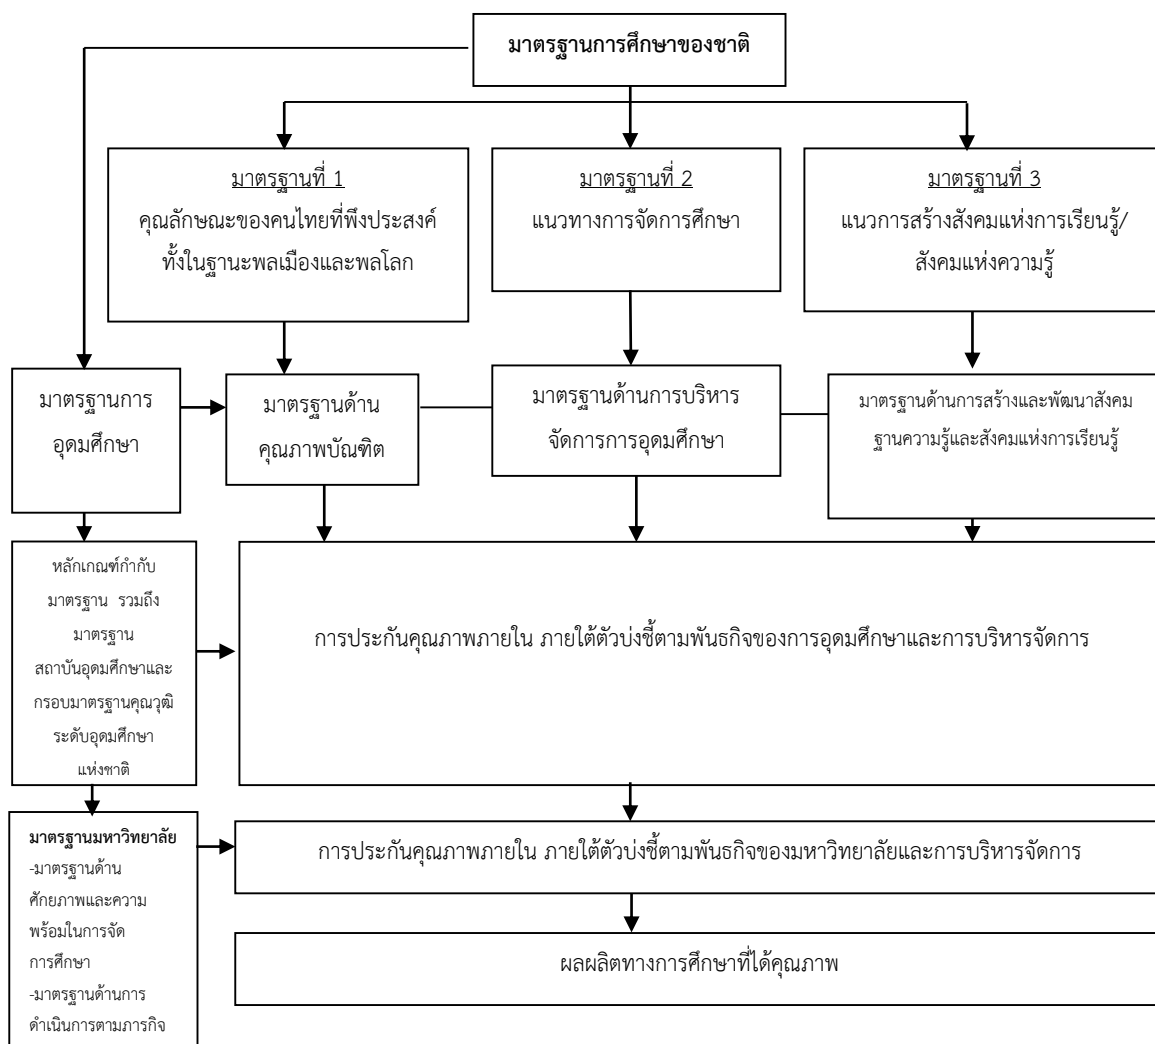 มาตรฐานการศึกษาของชาติ
มาตรฐานที่ 1
คุณลักษณะของคนไทยที่พึงประสงค์
ทั้งในฐานะพลเมืองและพลโลก
มาตรฐานที่ 2
แนวทางการจัดการศึกษา
มาตรฐานที่ 3
แนวการสร้างสังคมแห่งการเรียนรู้/
สังคมแห่งความรู้
มาตรฐานการ
อุดมศึกษา
มาตรฐานด้าน
คุณภาพบัณฑิต
มาตรฐานด้านการบริหาร
จัดการการอุดมศึกษา
มาตรฐานด้านการสร้างและพัฒนาสังคม
ฐานความรู้และสังคมแห่งการเรียนรู้
หลักเกณฑ์กำกับ
มาตรฐาน รวมถึง
มาตรฐาน
สถาบันอุดมศึกษาและ
กรอบมาตรฐานคุณวุฒิ
ระดับอุดมศึกษา
แห่งชาติ
การประกันคุณภาพภายใน ภายใต้ตัวบ่งชี้ตามพันธกิจของการอุดมศึกษาและการบริหารจัดการ
มาตรฐานมหาวิทยาลัย
-มาตรฐานด้าน
ศักยภาพและความ
พร้อมในการจัด
การศึกษา
-มาตรฐานด้านการ
ดำเนินการตามภารกิจ
การประกันคุณภาพภายใน ภายใต้ตัวบ่งชี้ตามพันธกิจของมหาวิทยาลัยและการบริหารจัดการ
ผลผลิตทางการศึกษาที่ได้คุณภาพ